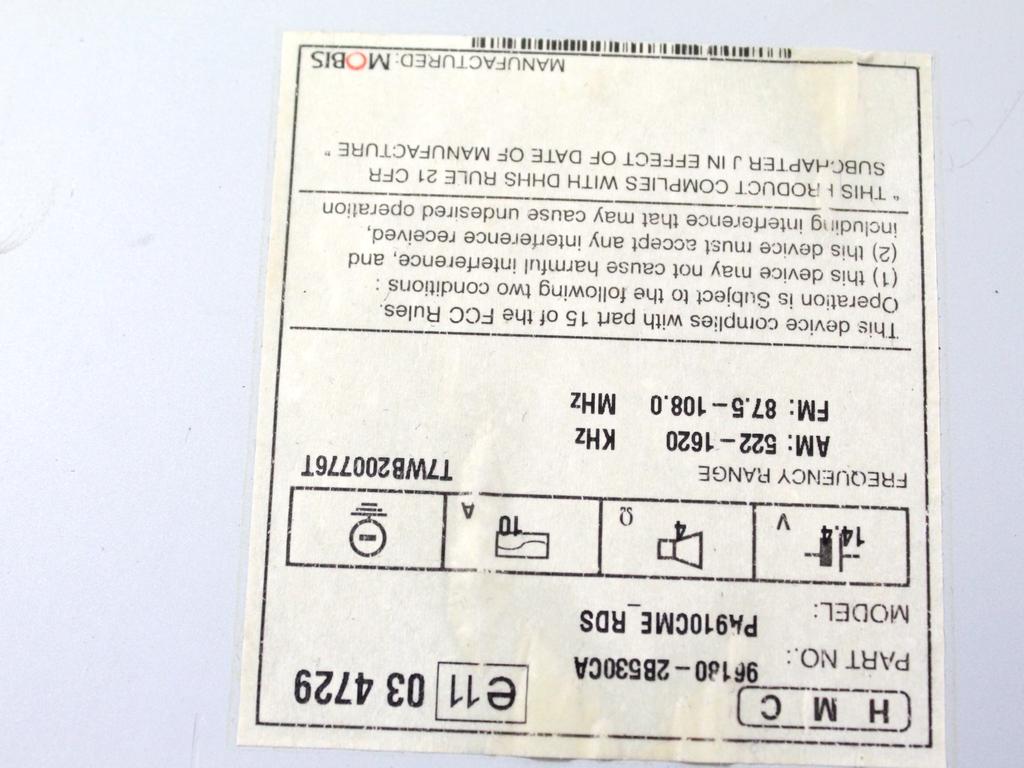 H M C
e11 03 4729
PART NO.: 96180-2B530CA
MODEL: PA910CME_RDS
14.4 V 4 Ω 10 A
FREQUENCY RANGE T7WB200776T
AM: 522-1620 KHz
FM: 87.5-108.0 MHz
This device complies with part 15 of the FCC Rules.
Operation is Subject to the following two conditions :
(1) this device may not cause harmful interference, and,
(2) this device must accept any interference received,
including interference that may cause undesired operation
" THIS PRODUCT COMPLIES WITH DHHS RULE 21 CFR
SUBCHAPTER J IN EFFECT OF DATE OF MANUFACTURE "
MANUFACTURED: MOBIS